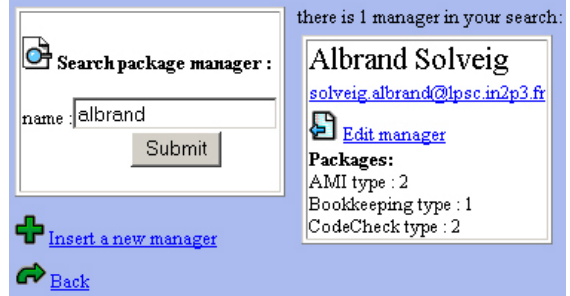 Search package manager :
name : albrand
Submit
Insert a new manager
Back
there is 1 manager in your search:
Albrand Solveig
solveig.albrand@lpsc.in2p3.fr
Edit manager
Packages:
AMI type : 2
Bookkeeping type : 1
CodeCheck type : 2